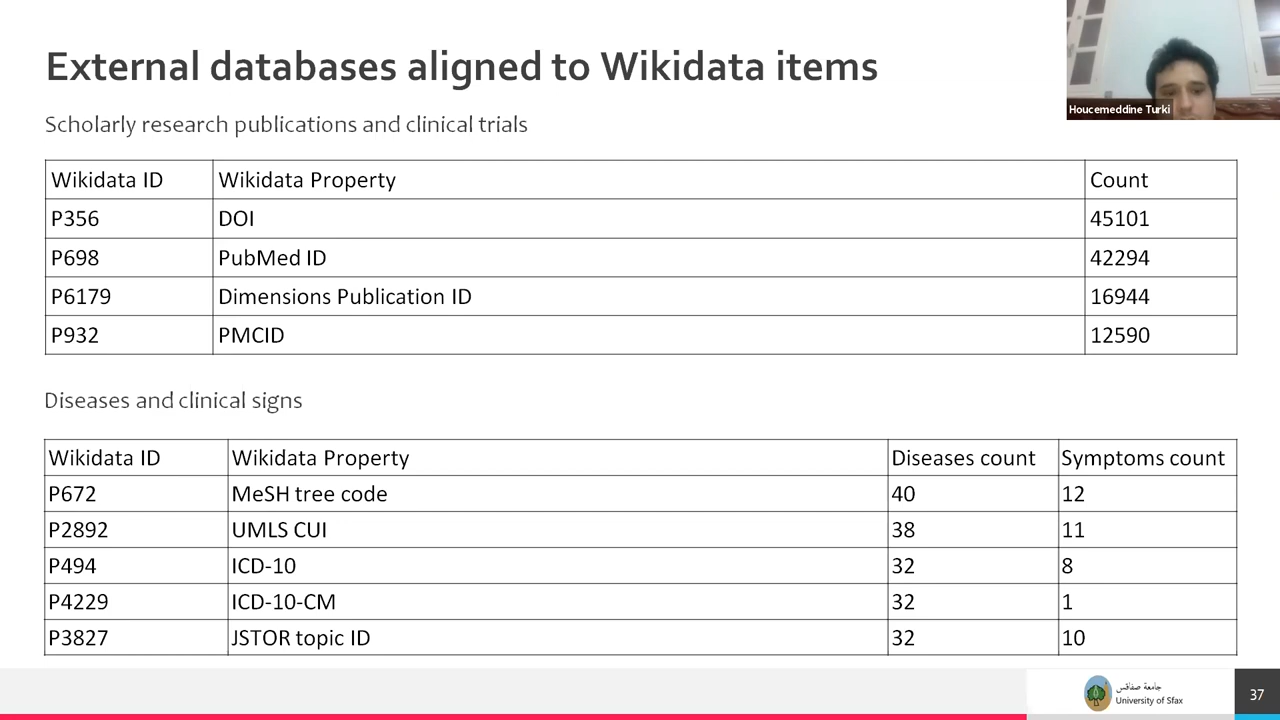 External databases aligned to Wikidata items
Houcemeddine Turki
Scholarly research publications and clinical trials
Wikidata ID Wikidata Property Count
P356 DOI 45101
P698 PubMed ID 42294
P6179 Dimensions Publication ID 16944
P932 PMCID 12590
Diseases and clinical signs
Wikidata ID Wikidata Property Diseases count Symptoms count
P672 MeSH tree code 40 12
P2892 UMLS CUI 38 11
P494 ICD-10 32 8
P4229 ICD-10-CM 32 1
P3827 JSTOR topic ID 32 10
جامعة صفاقس
University of Sfax
37